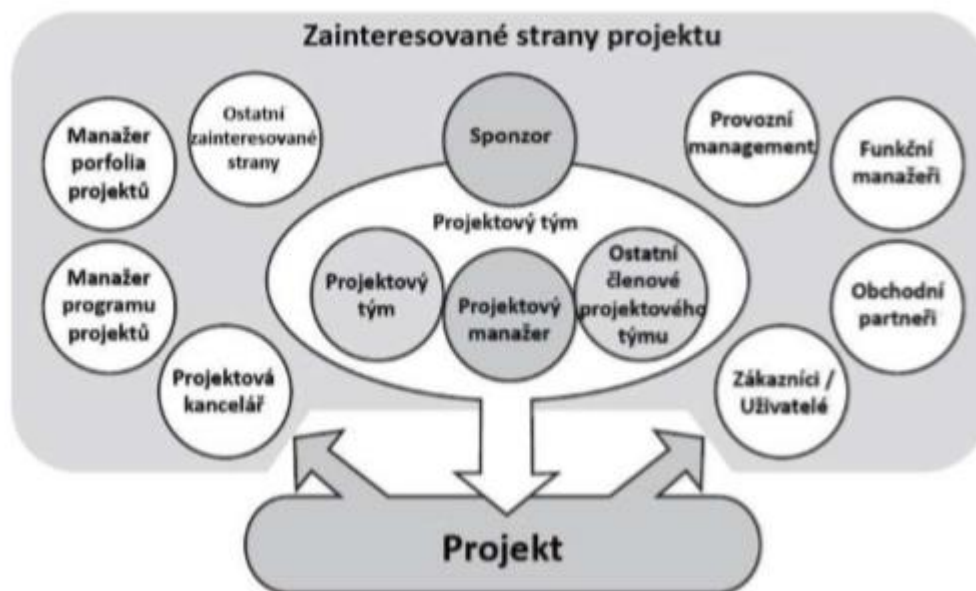 Zainteresované strany projektu
Manažer
porfolia
projektů
Ostatní
zainteresované
strany
Sponzor
Provozní
management
Funkční
manažeři
Projektový tým
Manažer
programu
projektů
Projektový
tým
Projektový
manažer
Ostatní
členové
projektového
týmu
Obchodní
partneři
Projektová
kancelář
Zákazníci /
Uživatelé
Projekt